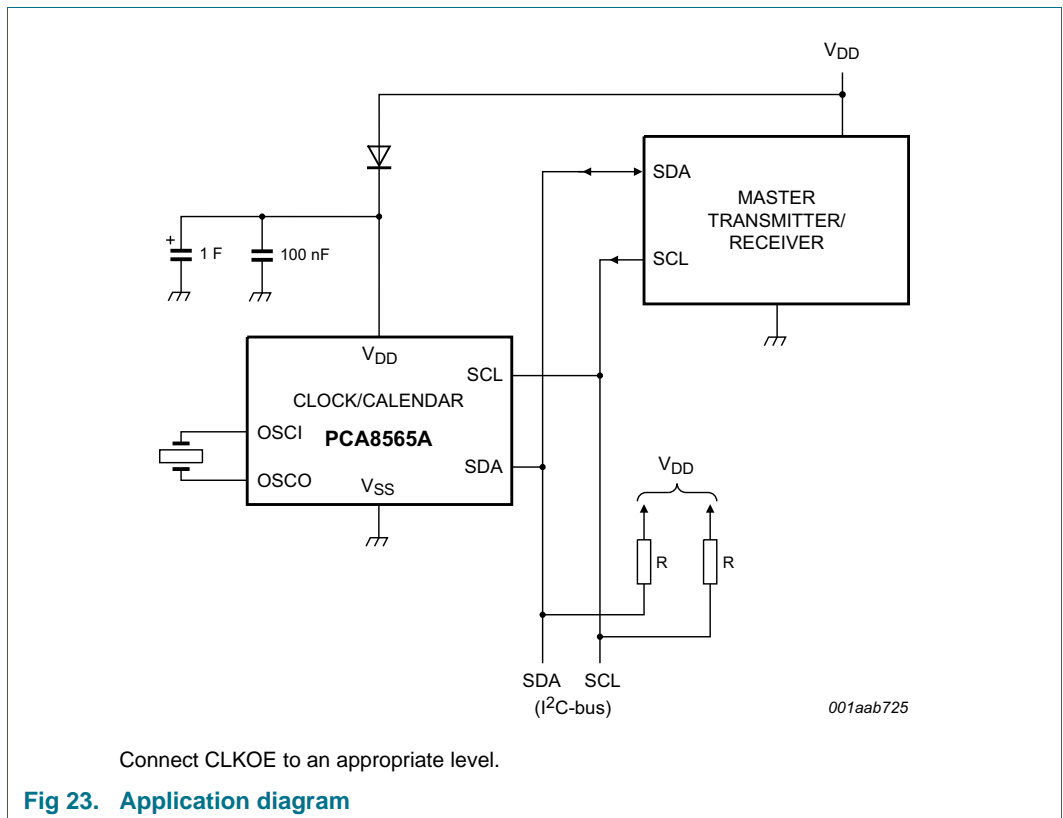 VDD
SDA
MASTER
TRANSMITTER/
RECEIVER
SCL
+
1 F
100 nF
VDD
SCL
CLOCK/CALENDAR
OSCI
PCA8565A
SDA
OSCO
VSS
VDD
R
R
SDA SCL
(I²C-bus)
001aab725
Connect CLKOE to an appropriate level.
Fig 23. Application diagram